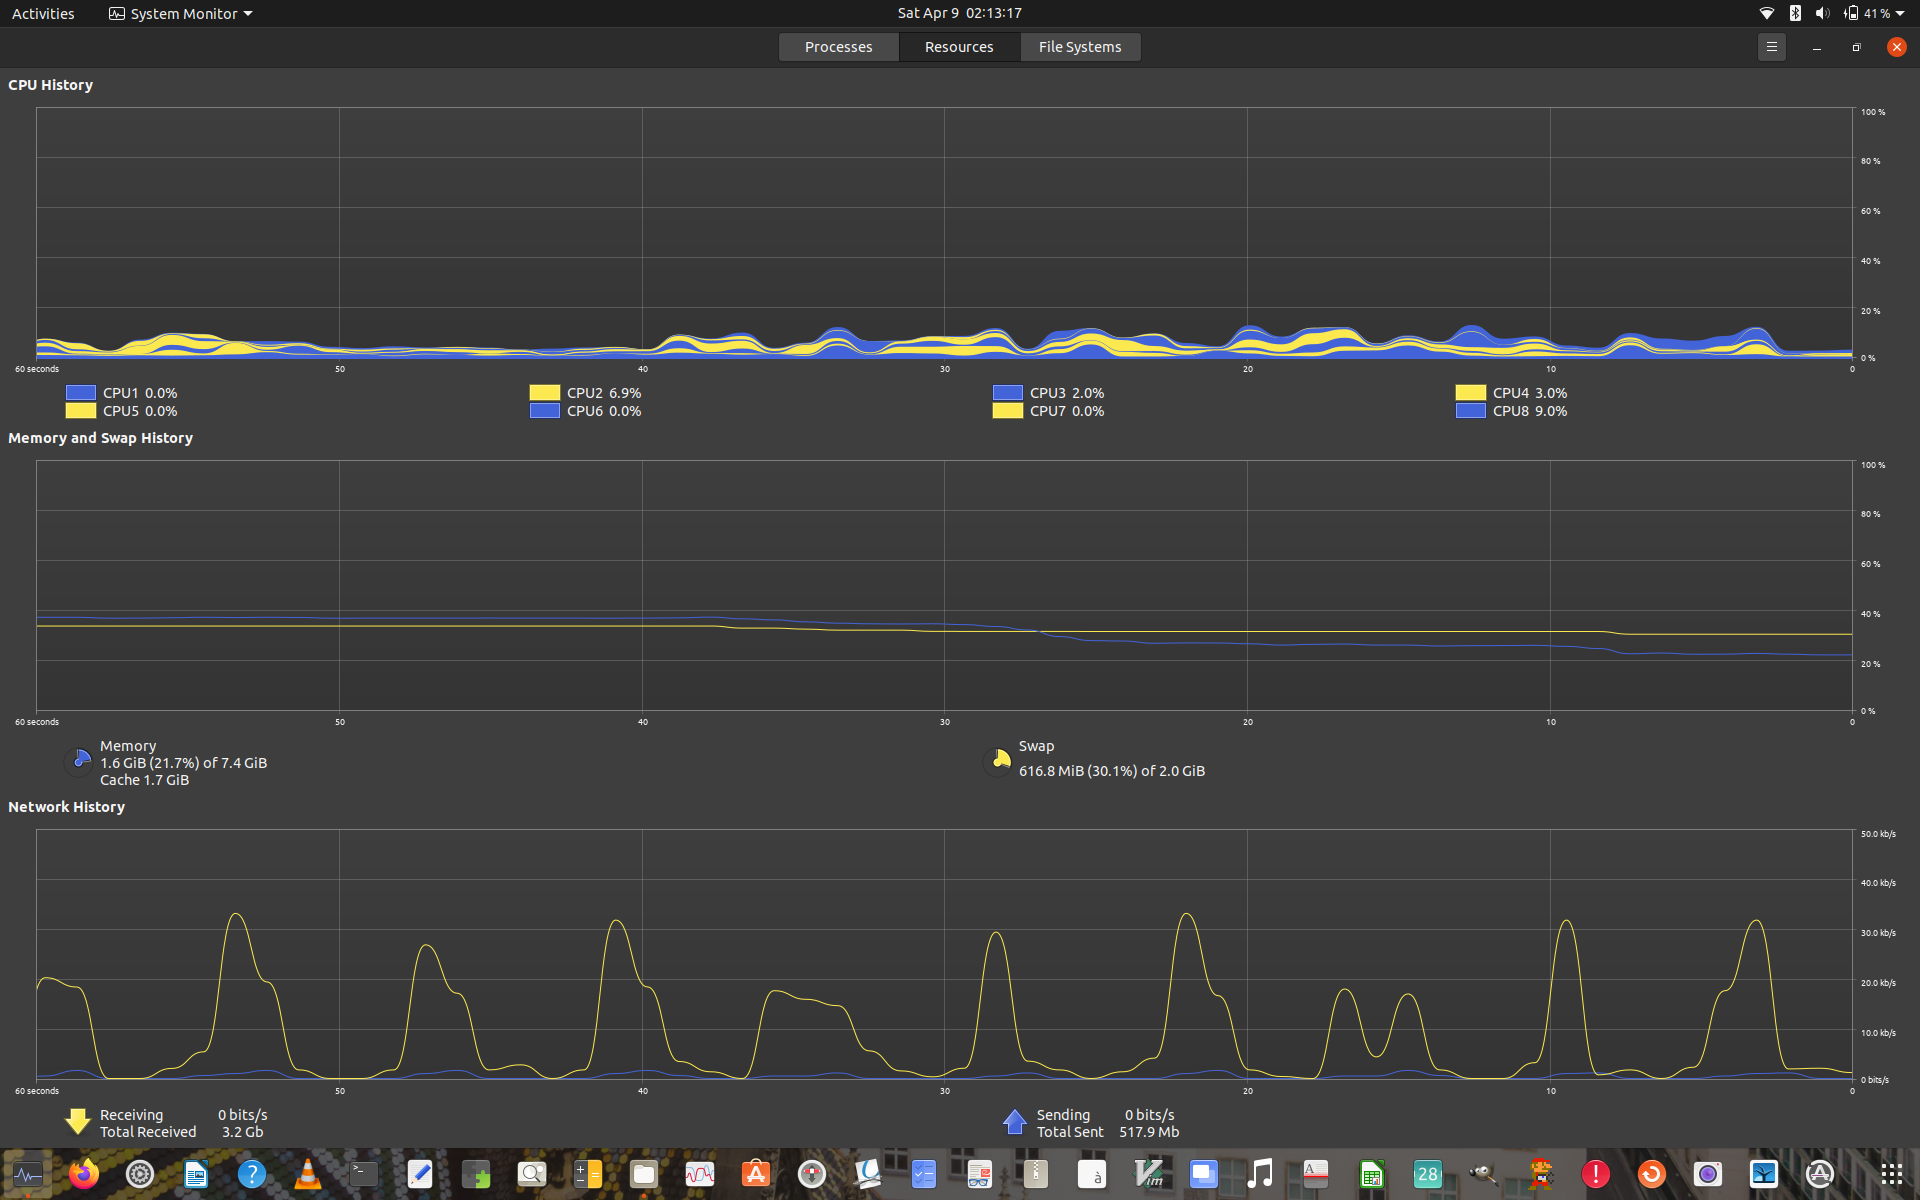 Activities System Monitor Sat Apr 9 02:13:17 41 %
Processes Resources File Systems
CPU History
100 %
80 %
60 %
40 %
20 %
0 %
60 seconds 50 40 30 20 10 0
CPU1 0.0% CPU2 6.9% CPU3 2.0% CPU4 3.0%
CPU5 0.0% CPU6 0.0% CPU7 0.0% CPU8 9.0%
Memory and Swap History
100 %
80 %
60 %
40 %
20 %
0 %
60 seconds 50 40 30 20 10 0
Memory Swap
1.6 GiB (21.7%) of 7.4 GiB
616.8 MiB (30.1%) of 2.0 GiB
Cache 1.7 GiB
Network History
50.0 kb/s
40.0 kb/s
30.0 kb/s
20.0 kb/s
10.0 kb/s
0 bits/s
60 seconds 50 40 30 20 10 0
Receiving 0 bits/s Sending 0 bits/s
Total Received 3.2 Gb Total Sent 517.9 Mb
? >_ à Vim A 28 !